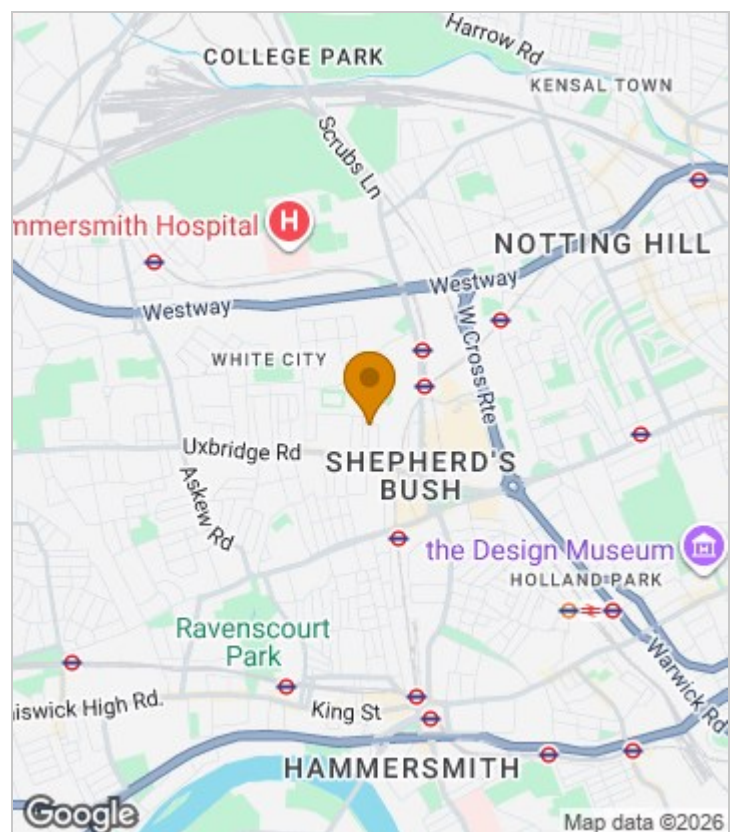 Harrow Rd
COLLEGE PARK
KENSAL TOWN
Scrubs Ln
mmersmith Hospital
H
NOTTING HILL
Westway
Westway
W Cross Rte
WHITE CITY
Uxbridge Rd
SHEPHERD'S
BUSH
Askew Rd
the Design Museum
HOLLAND PARK
Ravenscourt
Park
Warwick Rd
iswick High Rd.
King St
HAMMERSMITH
Google
Map data ©2026